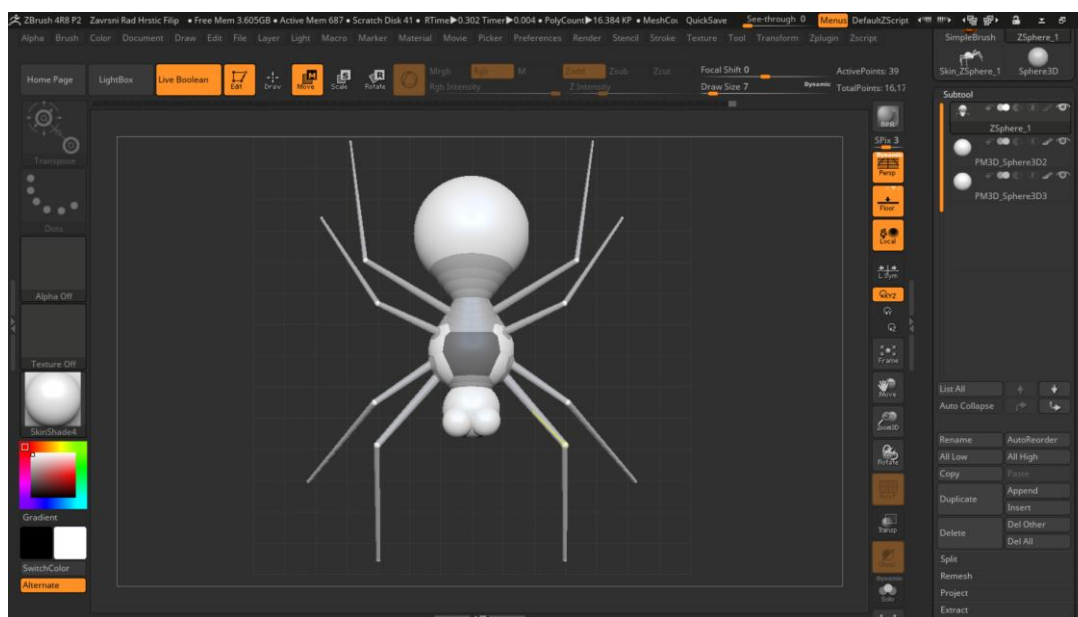 ZBrush 4R8 P2 Zavrsni Rad Hrstic Filip • Free Mem 3.605GB • Active Mem 687 • Scratch Disk 41 • RTime▶0.302 Timer▶0.004 • PolyCount▶16.384 KP • MeshCou QuickSave See-through 0 Menus DefaultZScript
Alpha Brush Color Document Draw Edit File Layer Light Macro Marker Material Movie Picker Preferences Render Stencil Stroke Texture Tool Transform Zplugin Zscript
SimpleBrush ZSphere_1
Skin_ZSphere_1 Sphere3D
Home Page LightBox Live Boolean Edit Draw Move Scale Rotate
Mrgb Rgb M Zadd Zsub Zcut
Rgb Intensity Z Intensity
Focal Shift 0 ActivePoints: 39
Draw Size 7 Dynamic TotalPoints: 16,17
Transpose
Dots
Alpha Off
Texture Off
SkinShade4
Gradient
SwitchColor
Alternate
BPR
SPix 3
Dynamic
Persp
Floor
Local
L.Sym
Frame
Move
Zoom3D
Rotate
Transp
Dynamic
Solo
Subtool
ZSphere_1
PM3D_Sphere3D2
PM3D_Sphere3D3
List All
Auto Collapse
Rename AutoReorder
All Low All High
Copy Paste
Duplicate Append
Insert
Delete Del Other
Del All
Split
Remesh
Project
Extract